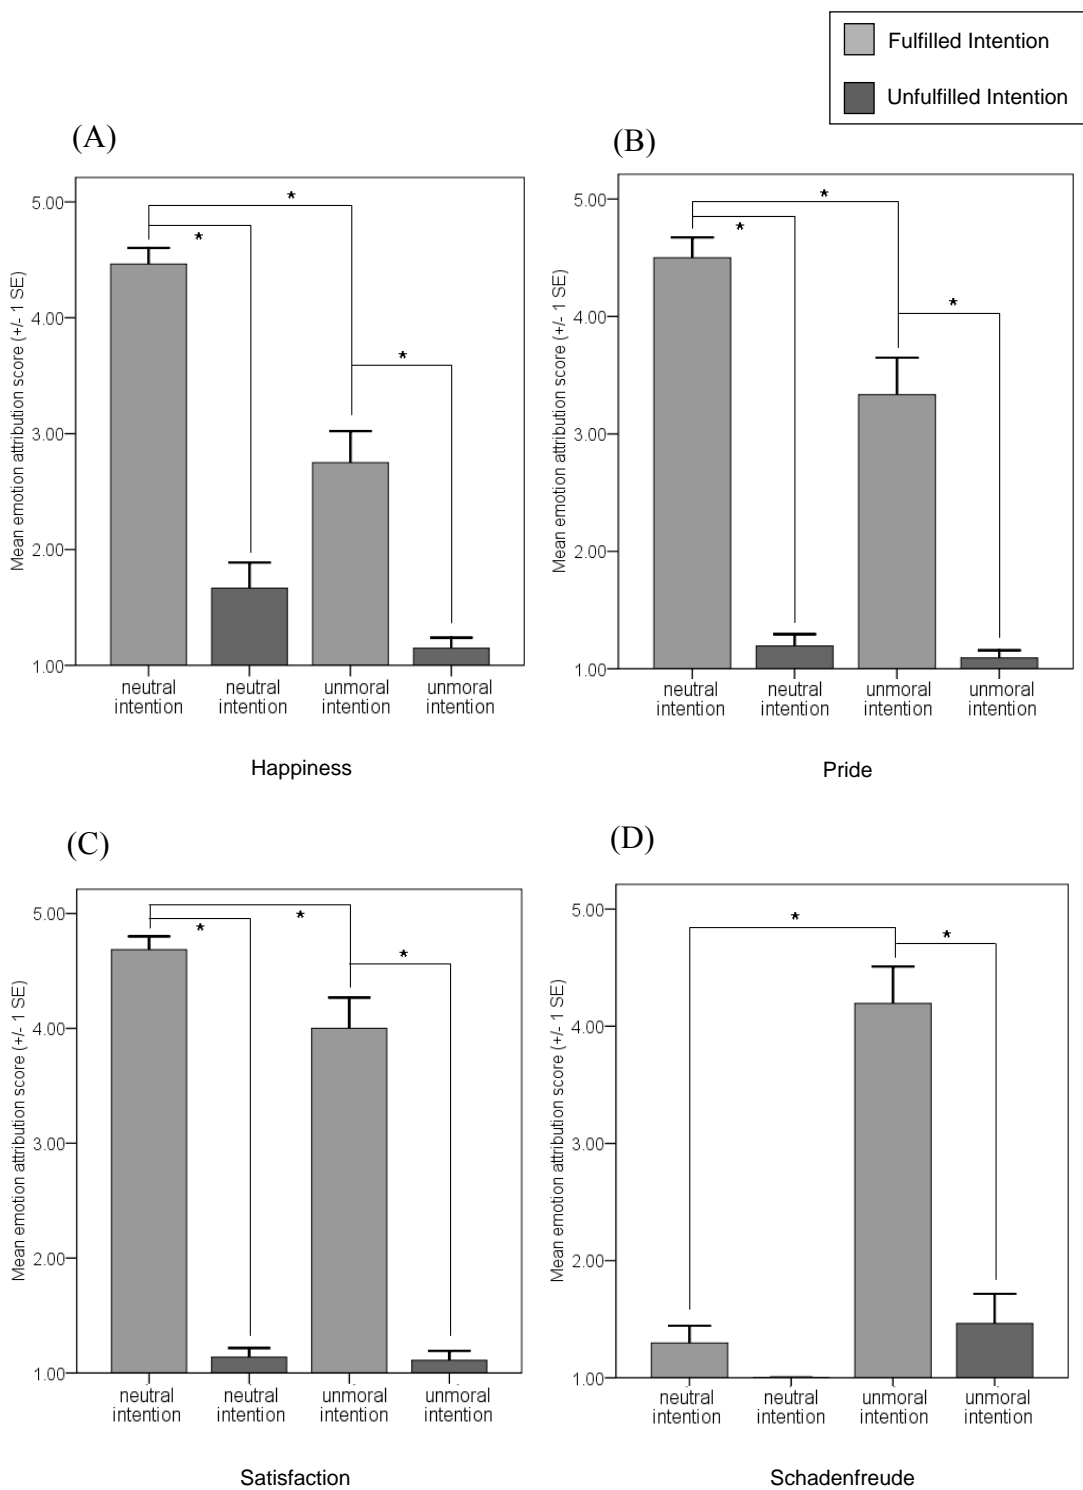 Fulfilled Intention
Unfulfilled Intention
(A)
(B)
Mean emotion attribution score (+/- 1 SE)
5.00
4.00
3.00
2.00
1.00
*
*
*
neutral intention
neutral intention
unmoral intention
unmoral intention
Happiness
Mean emotion attribution score (+/- 1 SE)
5.00
4.00
3.00
2.00
1.00
*
*
*
neutral intention
neutral intention
unmoral intention
unmoral intention
Pride
(C)
(D)
Mean emotion attribution score (+/- 1 SE)
5.00
4.00
3.00
2.00
1.00
*
*
*
neutral intention
neutral intention
unmoral intention
unmoral intention
Satisfaction
Mean emotion attribution score (+/- 1 SE)
5.00
4.00
3.00
2.00
1.00
*
*
neutral intention
neutral intention
unmoral intention
unmoral intention
Schadenfreude